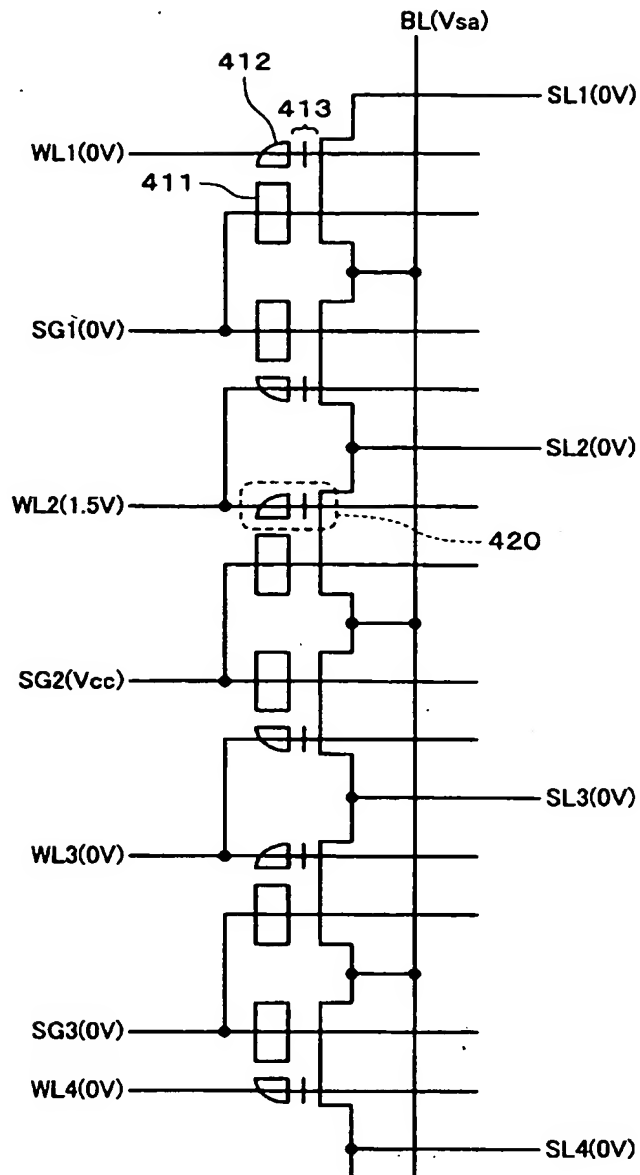 BL(Vsa)
412
SL1(0V)
413
WL1(0V)
411
SG1(0V)
SL2(0V)
WL2(1.5V)
420
SG2(Vcc)
SL3(0V)
WL3(0V)
SG3(0V)
WL4(0V)
SL4(0V)